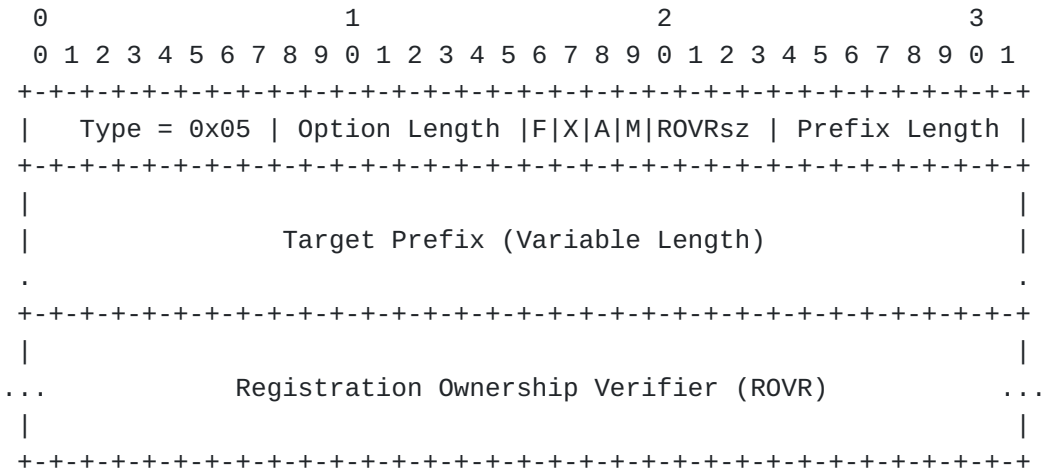 0                   1                   2                   3
 0 1 2 3 4 5 6 7 8 9 0 1 2 3 4 5 6 7 8 9 0 1 2 3 4 5 6 7 8 9 0 1
+-+-+-+-+-+-+-+-+-+-+-+-+-+-+-+-+-+-+-+-+-+-+-+-+-+-+-+-+-+-+-+-+
|   Type = 0x05 | Option Length |F|X|A|M|ROVRsz | Prefix Length |
+-+-+-+-+-+-+-+-+-+-+-+-+-+-+-+-+-+-+-+-+-+-+-+-+-+-+-+-+-+-+-+-+
|                                                               |
|                Target Prefix (Variable Length)                |
.                                                               .
+-+-+-+-+-+-+-+-+-+-+-+-+-+-+-+-+-+-+-+-+-+-+-+-+-+-+-+-+-+-+-+-+
|                                                               |
...            Registration Ownership Verifier (ROVR)           ...
|                                                               |
+-+-+-+-+-+-+-+-+-+-+-+-+-+-+-+-+-+-+-+-+-+-+-+-+-+-+-+-+-+-+-+-+